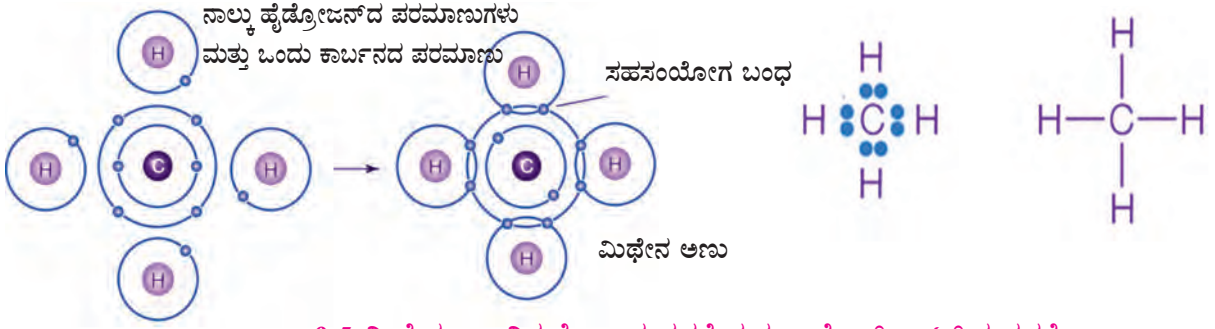 ನಾಲ್ಕು ಹೈಡ್ರೋಜನ್‌ದ ಪರಮಾಣುಗಳು
ಮತ್ತು ಒಂದು ಕಾರ್ಬನದ ಪರಮಾಣು
H
H
ಸಹಸಂಯೋಗ ಬಂಧ
H
H C H
H
H
H—C—H
H
H C H
H C H
H
H
ಮಿಥೇನ ಅಣು